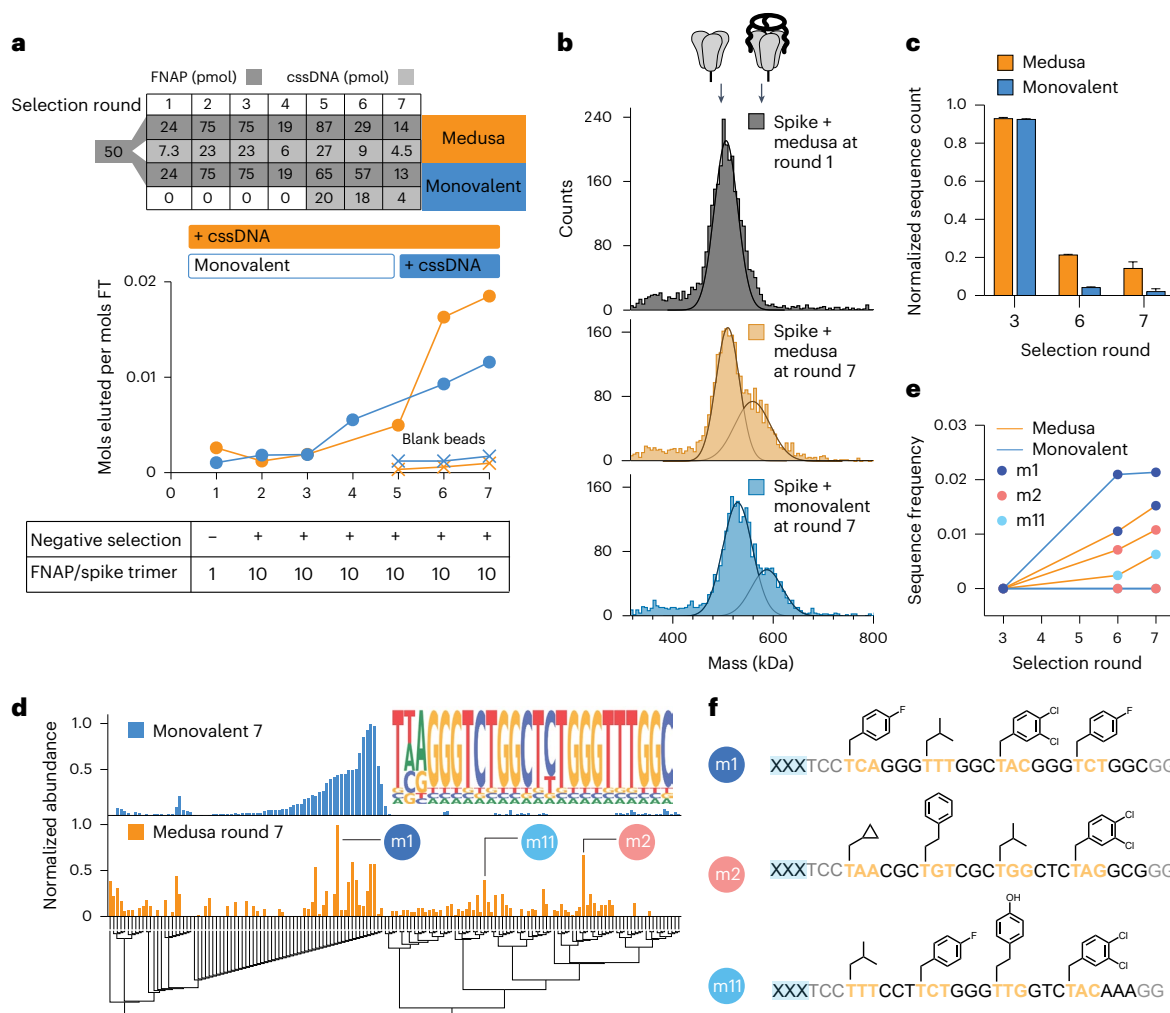 a
FNAP (pmol) cssDNA (pmol)
Selection round 1 2 3 4 5 6 7
50
24 75 75 19 87 29 14 Medusa
7.3 23 23 6 27 9 4.5
24 75 75 19 65 57 13 Monovalent
0 0 0 0 20 18 4
+ cssDNA
Monovalent + cssDNA
Mols eluted per mols FT
0.02
0.01
0
Blank beads
0 1 2 3 4 5 6 7
Negative selection – + + + + + +
FNAP/spike trimer 1 10 10 10 10 10 10
b
Counts
240
160
80
0
Spike +
medusa at
round 1
160
80
0
Spike +
medusa at
round 7
160
80
0
Spike +
monovalent
at round 7
400 600 800
Mass (kDa)
c
Medusa
Monovalent
Normalized sequence count
1.0
0.8
0.6
0.4
0.2
0
3 6 7
Selection round
e
Sequence frequency
0.03
0.02
0.01
0
Medusa
Monovalent
m1
m2
m11
3 4 5 6 7
Selection round
d
Normalized abundance
1.0
0.5
0
Monovalent 7
TAAGGGTCTGGCTCTGGGTTTGGC
1.0
0.5
0
Medusa round 7
m1
m11
m2
f
m1
F
Cl
Cl
F
XXXTCCTCAGGGTTTGGCTACGGGTCTGGCGG
m2
Cl
Cl
XXXTCCTAACGCTGTCGCTGGCTCTAGGCGGG
m11
F
OH
Cl
Cl
XXXTCCTTTCCTTCTGGGTTGGTCTACAAAGG